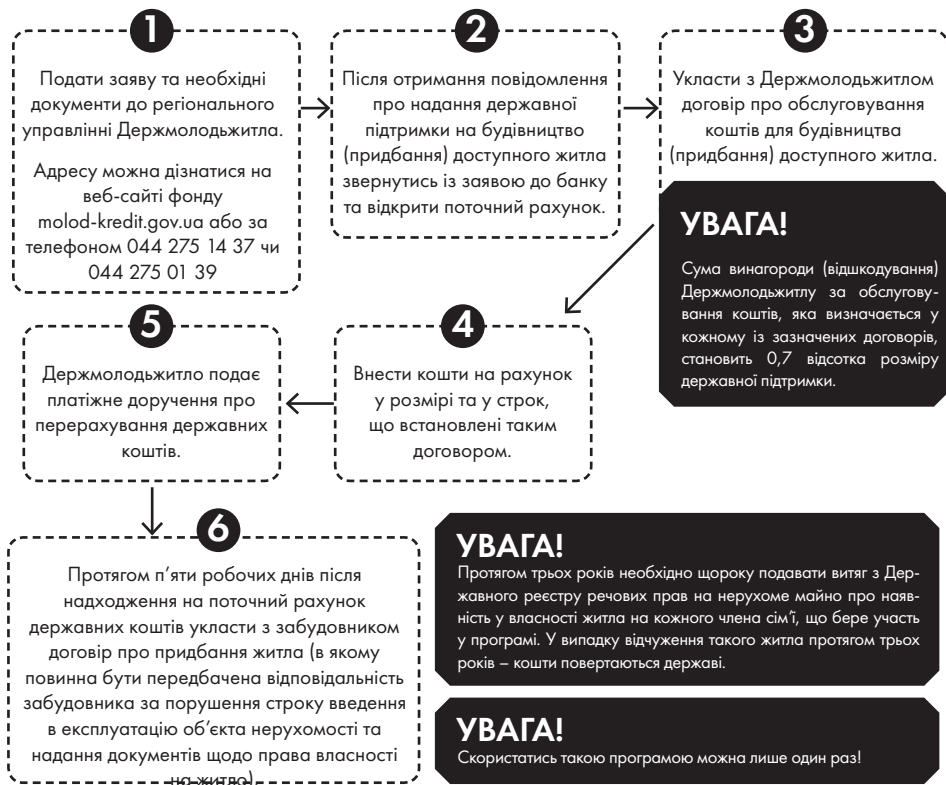 1
Подати заяву та необхідні
документи до регіонального
управлінні Держмолодьжитла.
Адресу можна дізнатися на
веб-сайті фонду
molod-kredit.gov.ua або за
телефоном 044 275 14 37 чи
044 275 01 39
2
Після отримання повідомлення
про надання державної
підтримки на будівництво
(придбання) доступного житла
звернутись із заявою до банку
та відкрити поточний рахунок.
3
Укласти з Держмолодьжитлом
договір про обслуговування
коштів для будівництва
(придбання) доступного житла.
УВАГА!
Сума винагороди (відшкодування)
Держмолодьжитлу за обслугову-
вання коштів, яка визначається у
кожному із зазначених договорів,
становить 0,7 відсотка розміру
державної підтримки.
4
Внести кошти на рахунок
у розмірі та у строк,
що встановлені таким
договором.
5
Держмолодьжитло подає
платіжне доручення про
перерахування державних
коштів.
6
Протягом п’яти робочих днів після
надходження на поточний рахунок
державних коштів укласти з забудовником
договір про придбання житла (в якому
повинна бути передбачена відповідальність
забудовника за порушення строку введення
в експлуатацію об’єкта нерухомості та
надання документів щодо права власності
на житло)
УВАГА!
Протягом трьох років необхідно щороку подавати витяг з Дер-
жавного реєстру речових прав на нерухоме майно про наяв-
ність у власності житла на кожного члена сім’ї, що бере участь
у програмі. У випадку відчуження такого житла протягом трьох
років – кошти повертаються державі.
УВАГА!
Скористатись такою програмою можна лише один раз!